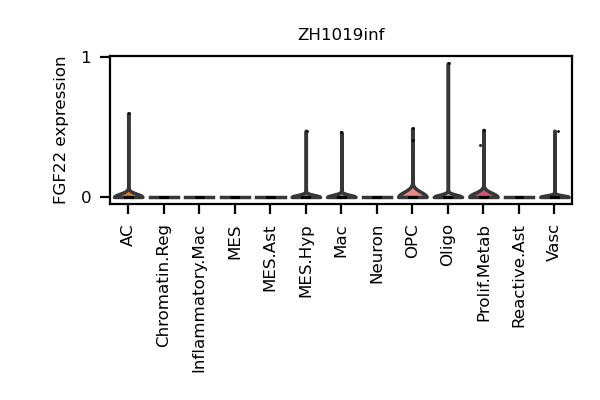 ZH1019inf
FGF22 expression
1
0
AC
Chromatin.Reg
Inflammatory.Mac
MES
MES.Ast
MES.Hyp
Mac
Neuron
OPC
Oligo
Prolif.Metab
Reactive.Ast
Vasc